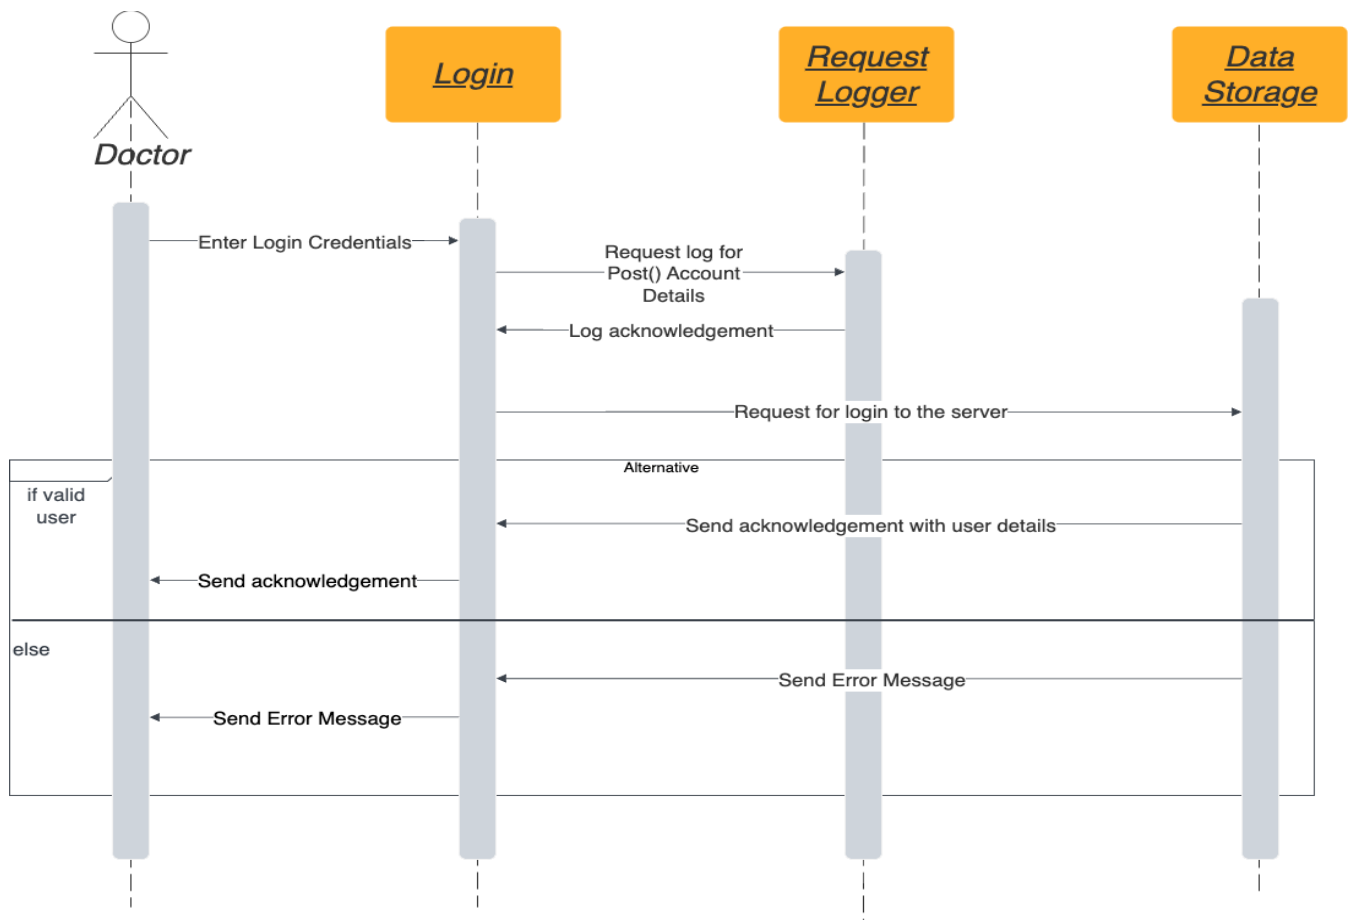 Doctor
Login
Request
Logger
Data
Storage
Enter Login Credentials
Request log for
Post() Account
Details
Log acknowledgement
Request for login to the server
Alternative
if valid
user
Send acknowledgement with user details
Send acknowledgement
else
Send Error Message
Send Error Message